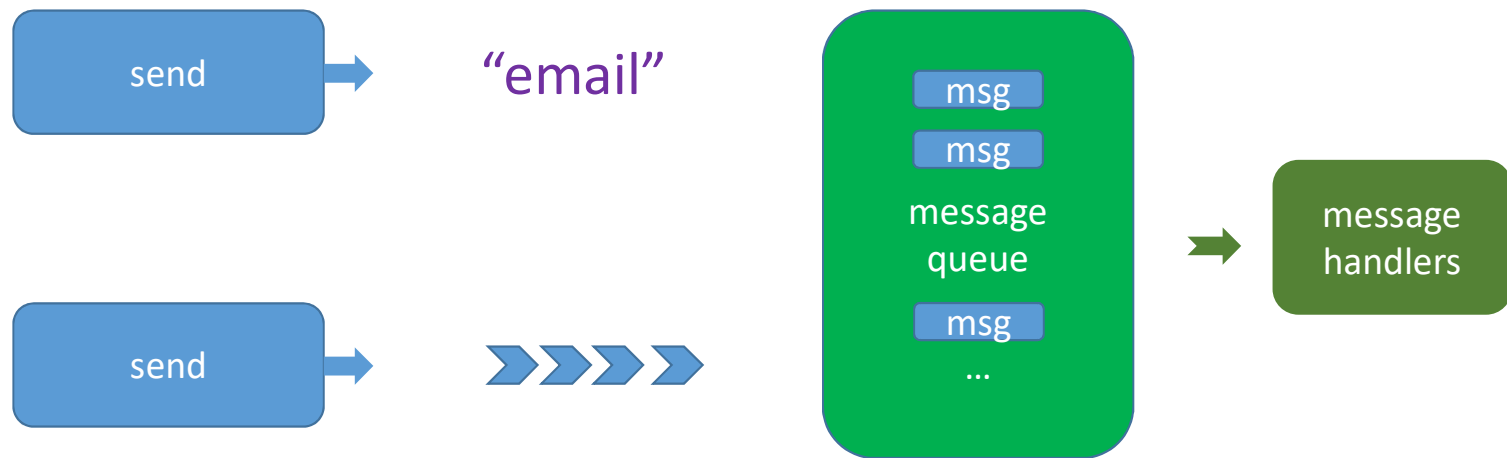 send
“email”
msg
msg
message
queue
msg
...
message
handlers
send